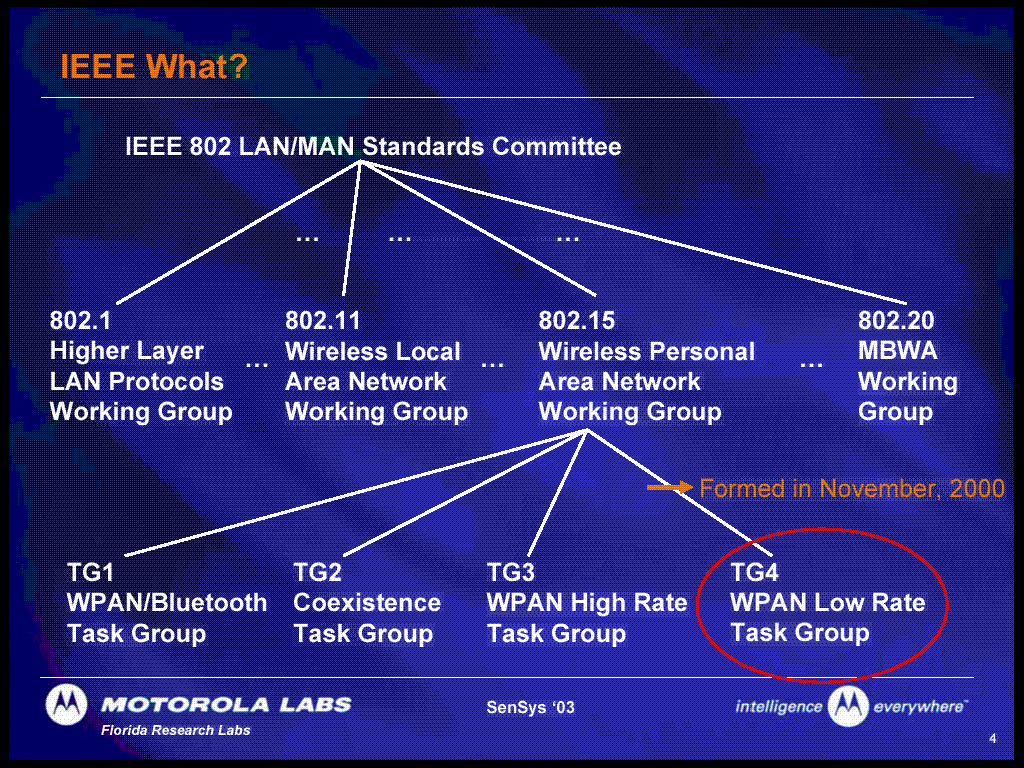 IEEE What?
IEEE 802 LAN/MAN Standards Committee
... ... ...
802.1
Higher Layer
LAN Protocols
Working Group
...
802.11
Wireless Local
Area Network
Working Group
...
802.15
Wireless Personal
Area Network
Working Group
...
802.20
MBWA
Working
Group
Formed in November, 2000
TG1
WPAN/Bluetooth
Task Group
TG2
Coexistence
Task Group
TG3
WPAN High Rate
Task Group
TG4
WPAN Low Rate
Task Group
MOTOROLA LABS
Florida Research Labs
SenSys ‘03
intelligence everywhere™
4